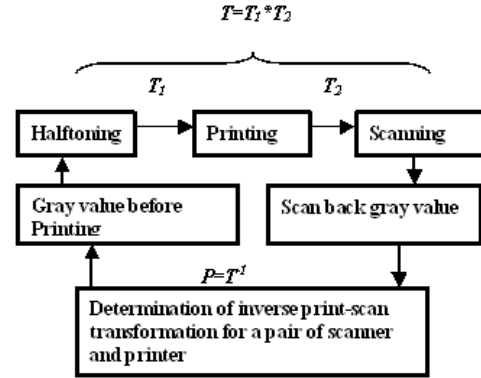 T=T₁*T₂
T₁ T₂
Halftoning Printing Scanning
Gray value before
Printing
Scan back gray value
P=T⁻¹
Determination of inverse print-scan
transformation for a pair of scanner
and printer